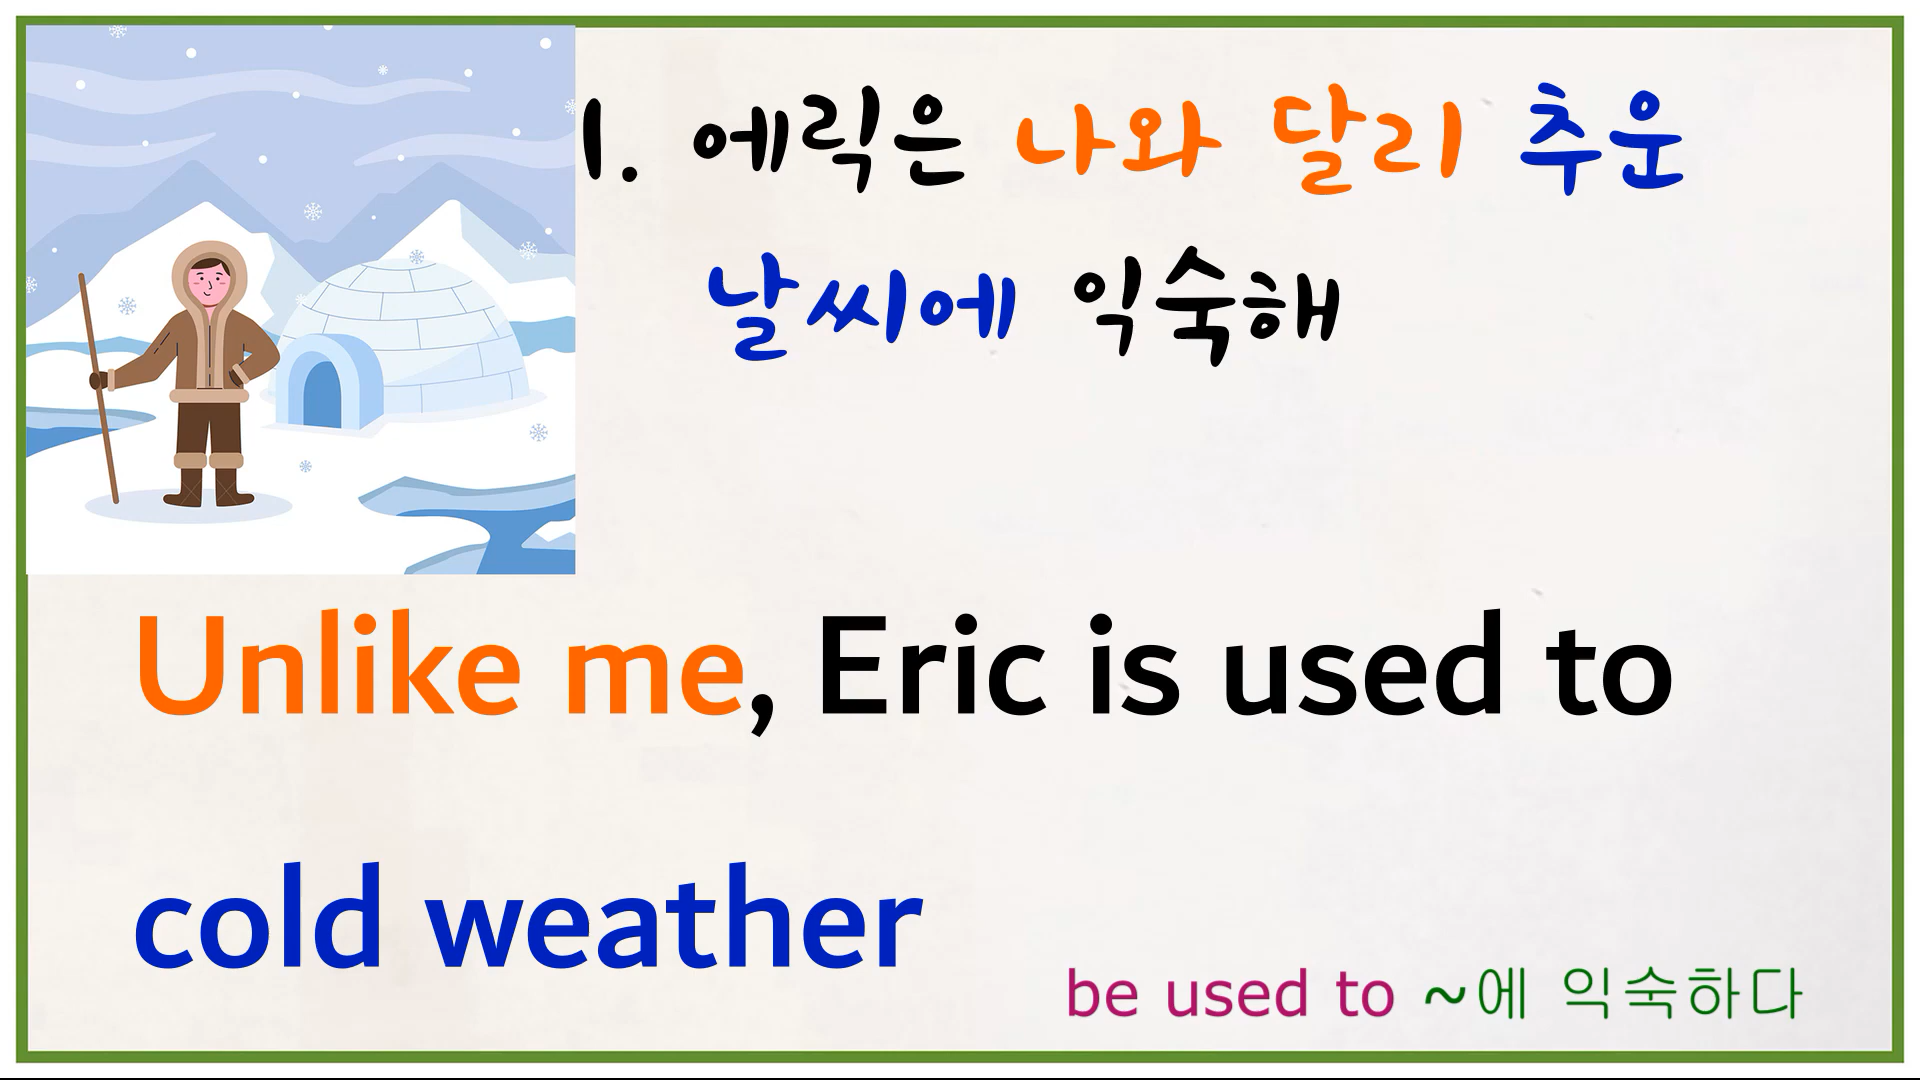 1. 에릭은 나와 달리 추운
날씨에 익숙해
Unlike me, Eric is used to
cold weather
be used to ~에 익숙하다